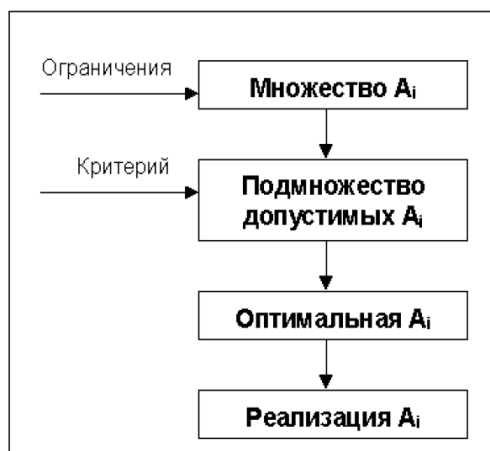 Ограничения
Множество Ai
Критерий
Подмножество
допустимых Ai
Оптимальная Ai
Реализация Ai